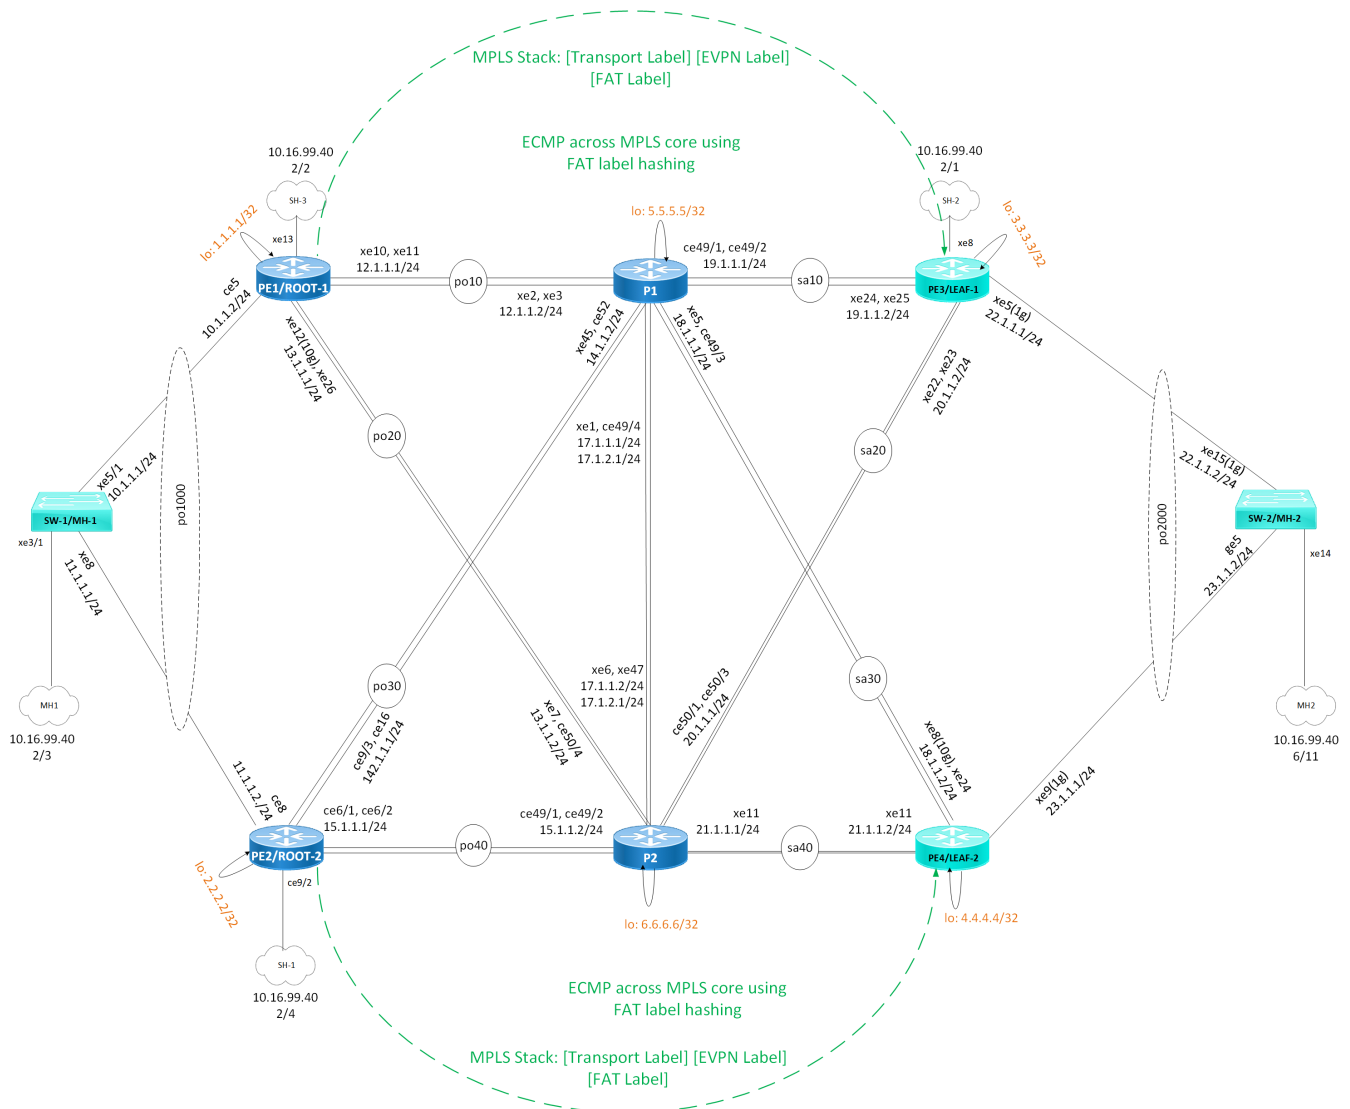 MPLS Stack: [Transport Label] [EVPN Label]
[FAT Label]
ECMP across MPLS core using
FAT label hashing
10.16.99.40
2/2
SH-3
xe13
lo: 1.1.1.1/32
PE1/ROOT-1
xe10, xe11
12.1.1.1/24
po10
xe2, xe3
12.1.1.2/24
lo: 5.5.5.5/32
P1
ce49/1, ce49/2
19.1.1.1/24
sa10
xe24, xe25
19.1.1.2/24
10.16.99.40
2/1
SH-2
xe8
lo: 3.3.3.3/32
PE3/LEAF-1
ce5
10.1.1.2/24
xe12(10g), xe26
13.1.1.1/24
xe45, ce52
14.1.1.2/24
xe5, ce49/3
18.1.1.1/24
xe22, xe23
20.1.1.2/24
xe5(1g)
22.1.1.1/24
po20
xe1, ce49/4
17.1.1.1/24
17.1.2.1/24
sa20
xe5/1
10.1.1.1/24
po1000
SW-1/MH-1
xe3/1
xe8
11.1.1.1/24
MH1
10.16.99.40
2/3
xe15(1g)
22.1.1.2/24
po2000
SW-2/MH-2
ge5
23.1.1.2/24
xe14
MH2
10.16.99.40
6/11
po30
ce9/3, ce16
142.1.1.1/24
xe7, ce50/4
13.1.1.2/24
xe6, xe47
17.1.1.2/24
17.1.2.1/24
ce50/1, ce50/3
20.1.1.1/24
sa30
xe8(10g), xe24
18.1.1.2/24
xe9(1g)
23.1.1.1/24
11.1.1.2./24
ce8
PE2/ROOT-2
ce6/1, ce6/2
15.1.1.1/24
po40
ce49/1, ce49/2
15.1.1.2/24
P2
xe11
21.1.1.1/24
sa40
xe11
21.1.1.2/24
PE4/LEAF-2
lo: 2.2.2.2/32
ce9/2
lo: 6.6.6.6/32
lo: 4.4.4.4/32
SH-1
10.16.99.40
2/4
ECMP across MPLS core using
FAT label hashing
MPLS Stack: [Transport Label] [EVPN Label]
[FAT Label]